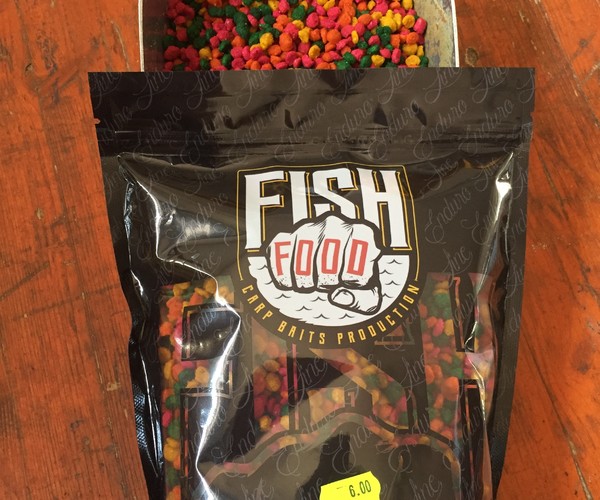 FISH
FOOD
CARP BAITS PRODUCTION
6.00